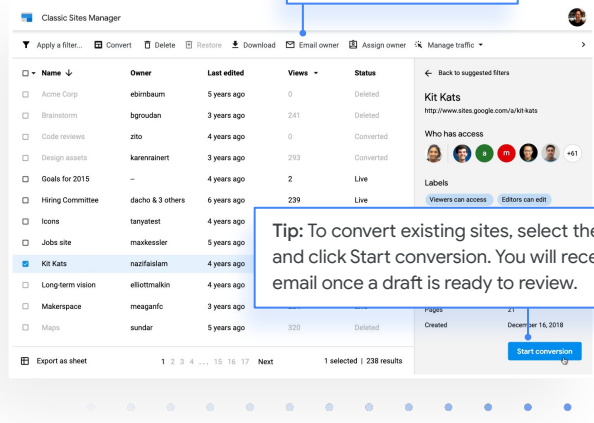 Classic Sites Manager
Apply a filter... Convert Delete Restore Download Email owner Assign owner Manage traffic
Name Owner Last edited Views Status
Acme Corp ebirnbaum 5 years ago 0 Deleted
Brainstorm bgroudan 3 years ago 241 Deleted
Code reviews zito 4 years ago 0 Converted
Design assets karenrainert 3 years ago 293 Converted
Goals for 2015 – 4 years ago 2 Live
Hiring Committee dacho & 3 others 6 years ago 239 Live
Icons tanyatest 4 years ago
Jobs site maxkessler 5 years ago
Kit Kats nazifaislam 4 years ago
Long-term vision elliottmalkin 4 years ago
Makerspace meaganfc 3 years ago
Maps sundar 5 years ago 320 Deleted
Export as sheet 1 2 3 4 ... 15 16 17 Next 1 selected | 238 results
Back to suggested filters
Kit Kats
http://www.sites.google.com/a/kit-kats
Who has access
a m +61
Labels
Viewers can access Editors can edit
Tip: To convert existing sites, select the
and click Start conversion. You will rece
email once a draft is ready to review.
Pages 21
Created December 16, 2018
Start conversion